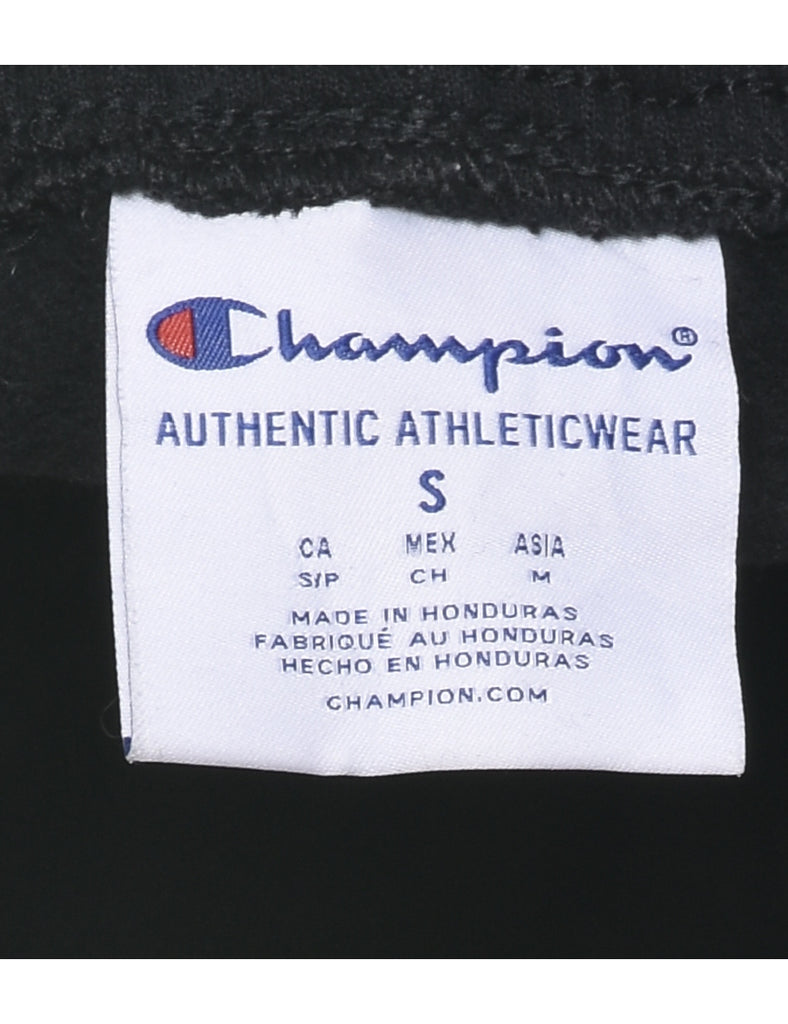 Champion®
AUTHENTIC ATHLETICWEAR
S
CA MEX ASIA
S/P CH M
MADE IN HONDURAS
FABRIQUÉ AU HONDURAS
HECHO EN HONDURAS
CHAMPION.COM